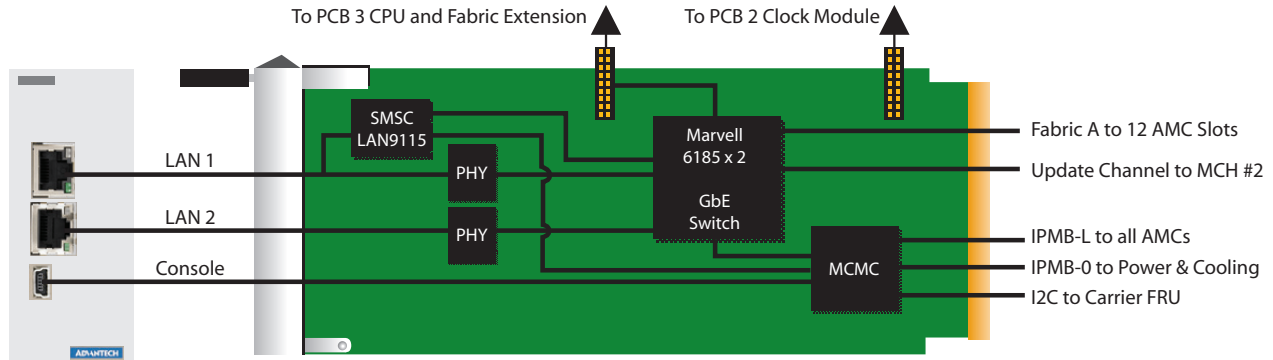 To PCB 3 CPU and Fabric Extension
To PCB 2 Clock Module
SMSC
LAN9115
Marvell
6185 x 2
GbE
Switch
Fabric A to 12 AMC Slots
Update Channel to MCH #2
LAN 1
PHY
LAN 2
PHY
Console
MCMC
IPMB-L to all AMCs
IPMB-0 to Power & Cooling
I2C to Carrier FRU
ADVANTECH